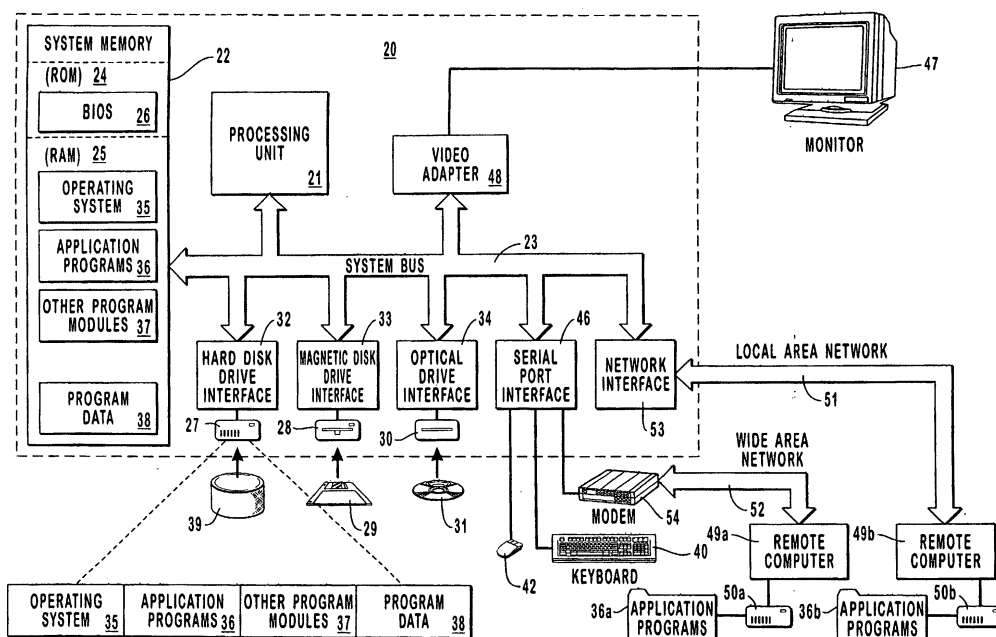 SYSTEM MEMORY
22
(ROM) 24
BIOS 26
(RAM) 25
OPERATING
SYSTEM 35
APPLICATION
PROGRAMS 36
OTHER PROGRAM
MODULES 37
PROGRAM
DATA 38
20
PROCESSING
UNIT
21
VIDEO
ADAPTER 48
47
MONITOR
23
SYSTEM BUS
32
HARD DISK
DRIVE
INTERFACE
33
MAGNETIC DISK
DRIVE
INTERFACE
34
OPTICAL
DRIVE
INTERFACE
46
SERIAL
PORT
INTERFACE
NETWORK
INTERFACE
53
LOCAL AREA NETWORK
51
27
28
30
39
29
31
WIDE AREA
NETWORK
52
MODEM
54
42
KEYBOARD
40
49a
REMOTE
COMPUTER
49b
REMOTE
COMPUTER
50a
36a
APPLICATION
PROGRAMS
50b
36b
APPLICATION
PROGRAMS
OPERATING
SYSTEM 35
APPLICATION
PROGRAMS 36
OTHER PROGRAM
MODULES 37
PROGRAM
DATA 38